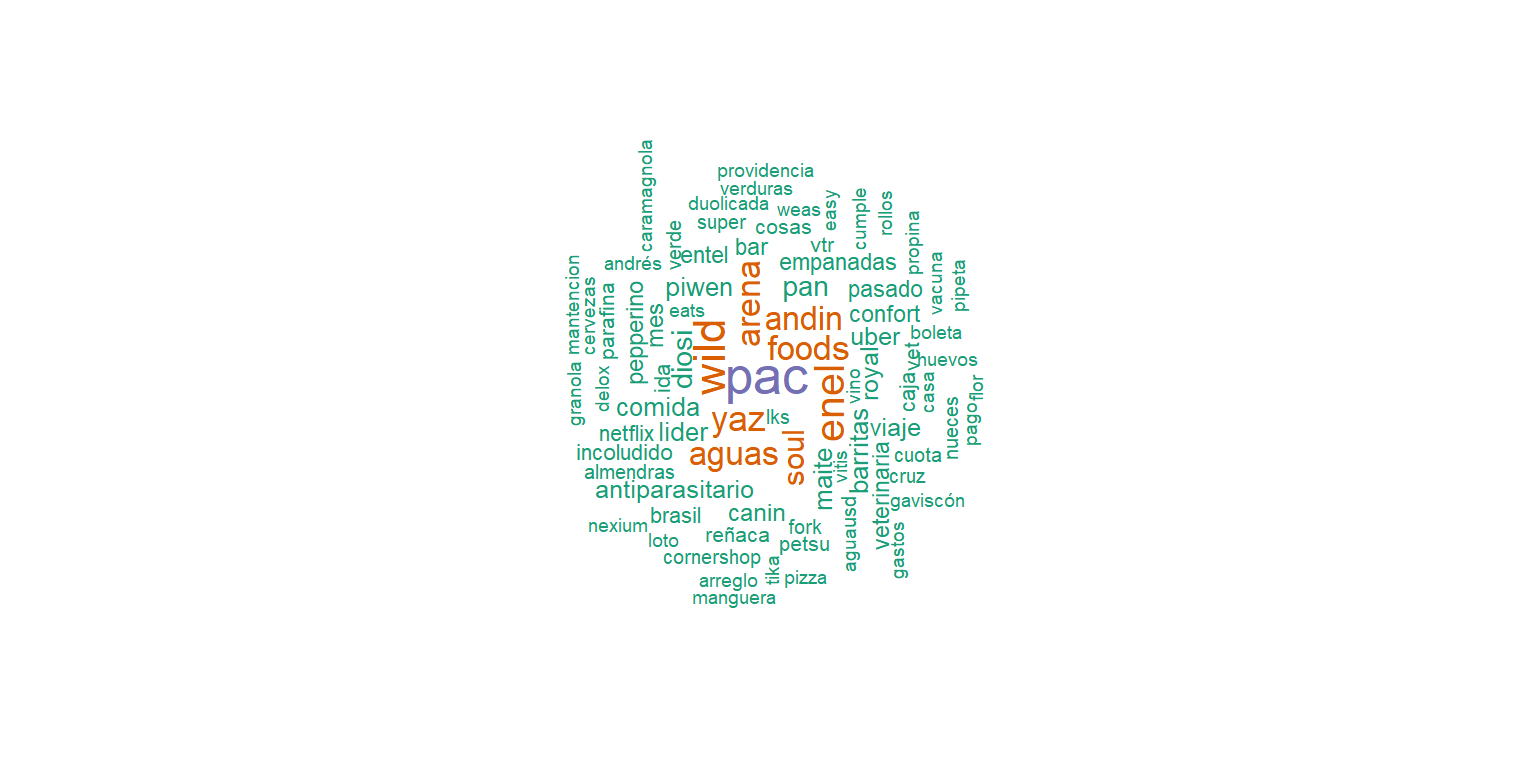 caramagnola
providencia
verduras
duolicada
weas
easy
cumple
rollos
super
cosas
propina
verde
entel
bar
vtr
empanadas
andrés
vacuna
pipeta
mantencion
cervezas
parafina
pepperino
mes
eats
piwen
arena
pan
pasado
andin
confort
uber
boleta
foods
wild
diosi
ida
pac
enel
vino
royal
caja
vet
huevos
casa
flor
granola
delox
comida
yaz
lks
barritas
viaje
nueces
pago
netflix
lider
aguas
soul
maite
vitis
veterinaria
cuota
incoludido
almendras
cruz
antiparasitario
gaviscón
nexium
brasil
canin
fork
aguausd
gastos
loto
reñaca
petsu
cornershop
arreglo
tika
pizza
manguera